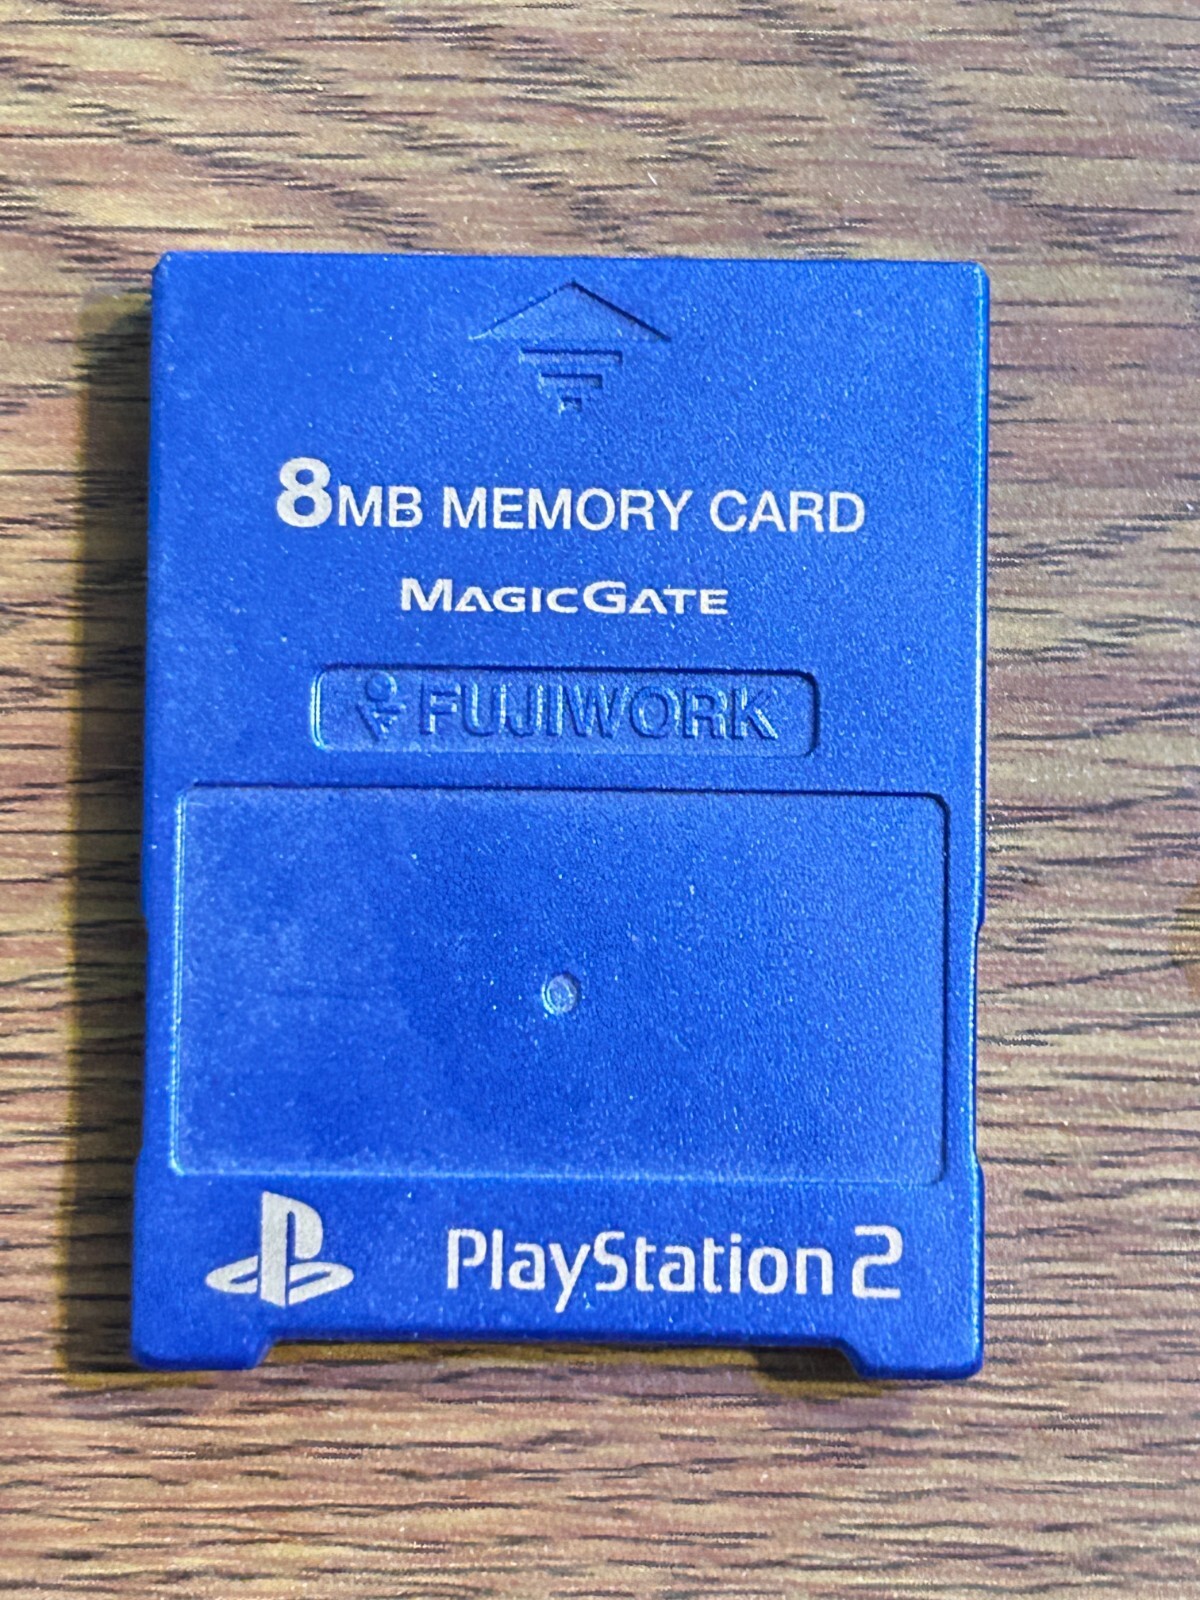 8MB MEMORY CARD
MAGICGATE
FUJIWORK
PlayStation 2